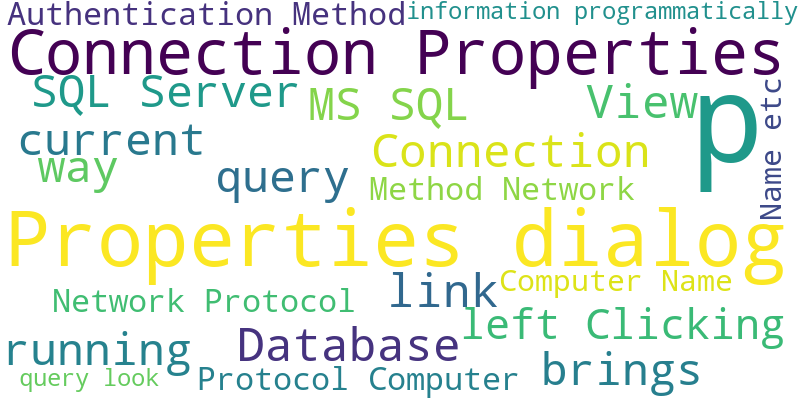 Authentication Method information programmatically
Connection Properties
SQL Server MS SQL View p
current Connection
way query Method Network Name etc
Properties dialog
link Computer Name
Network Protocol left Clicking
running Database
query look Protocol Computer brings